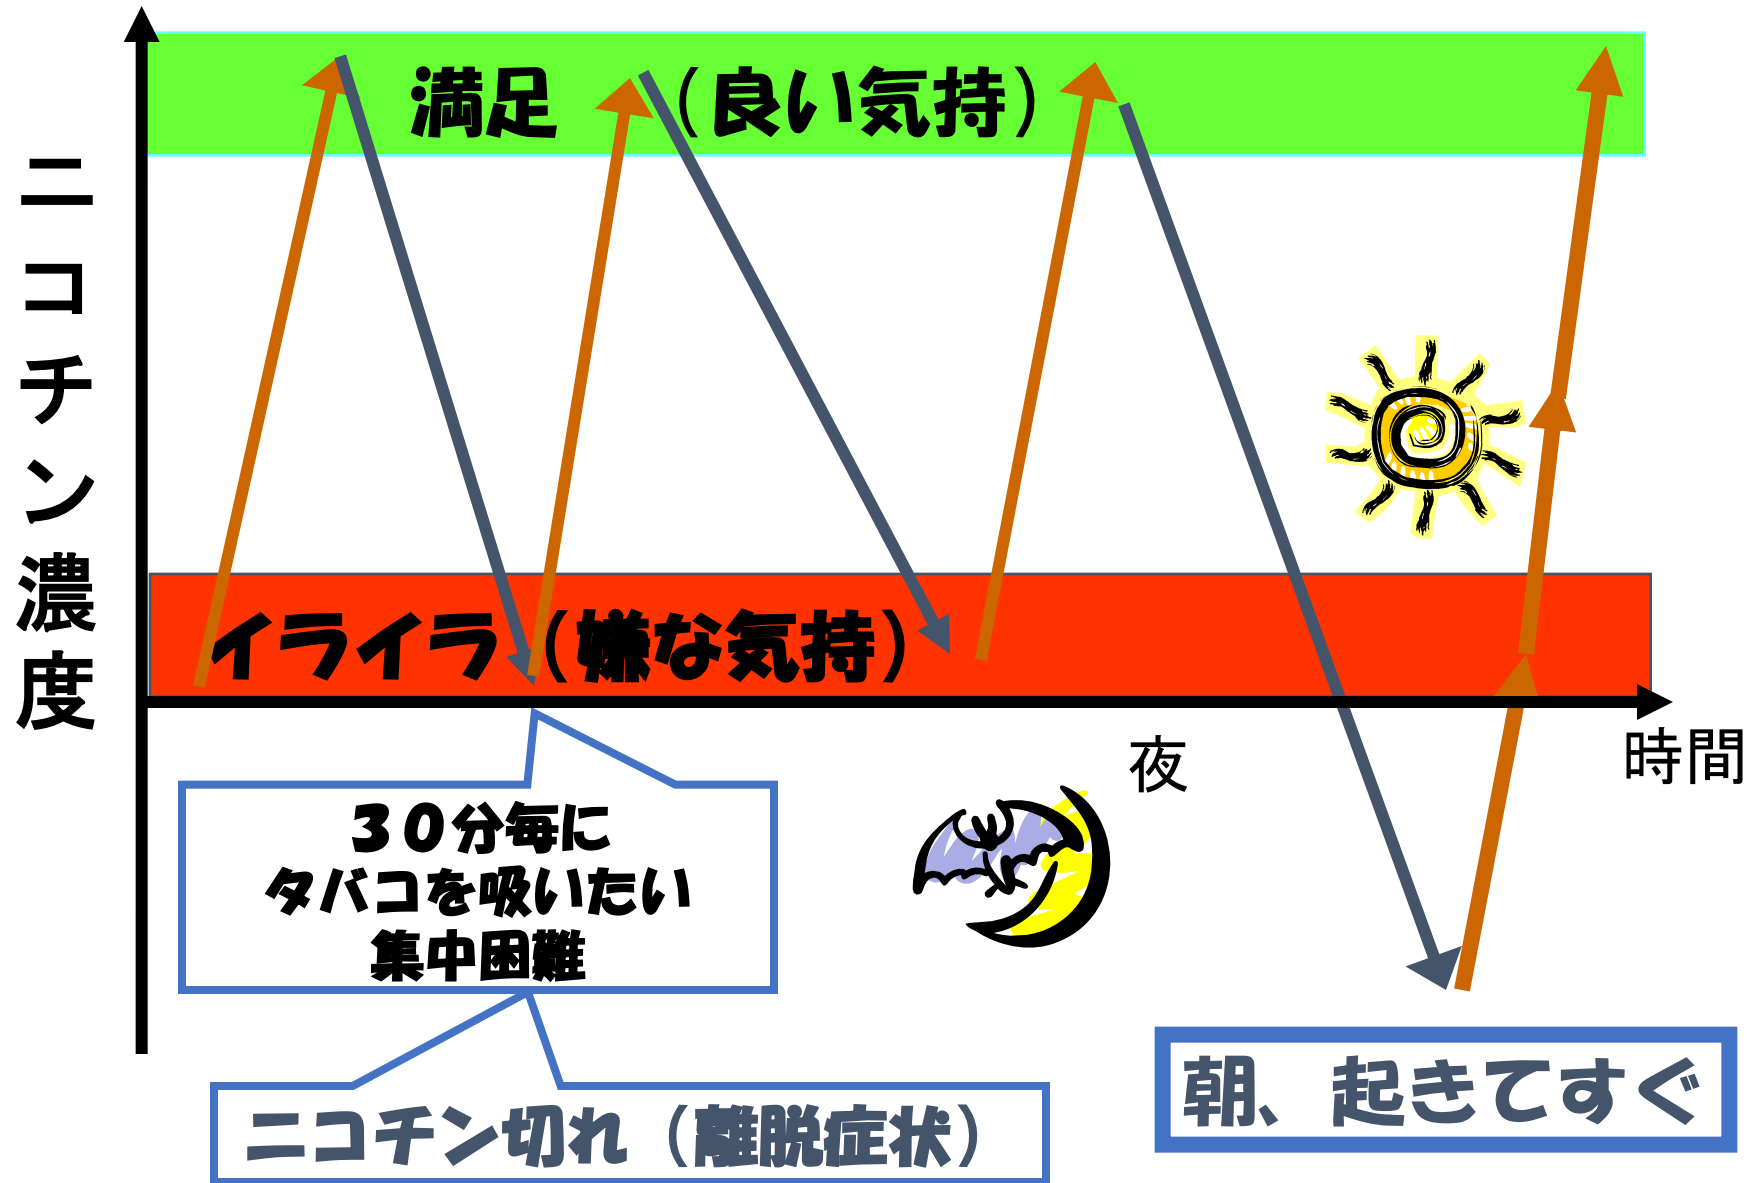 満足　（良い気持）
ニコチン濃度
イライラ（嫌な気持）
夜
時間
３０分毎に
タバコを吸いたい
集中困難
朝、起きてすぐ
ニコチン切れ（離脱症状）